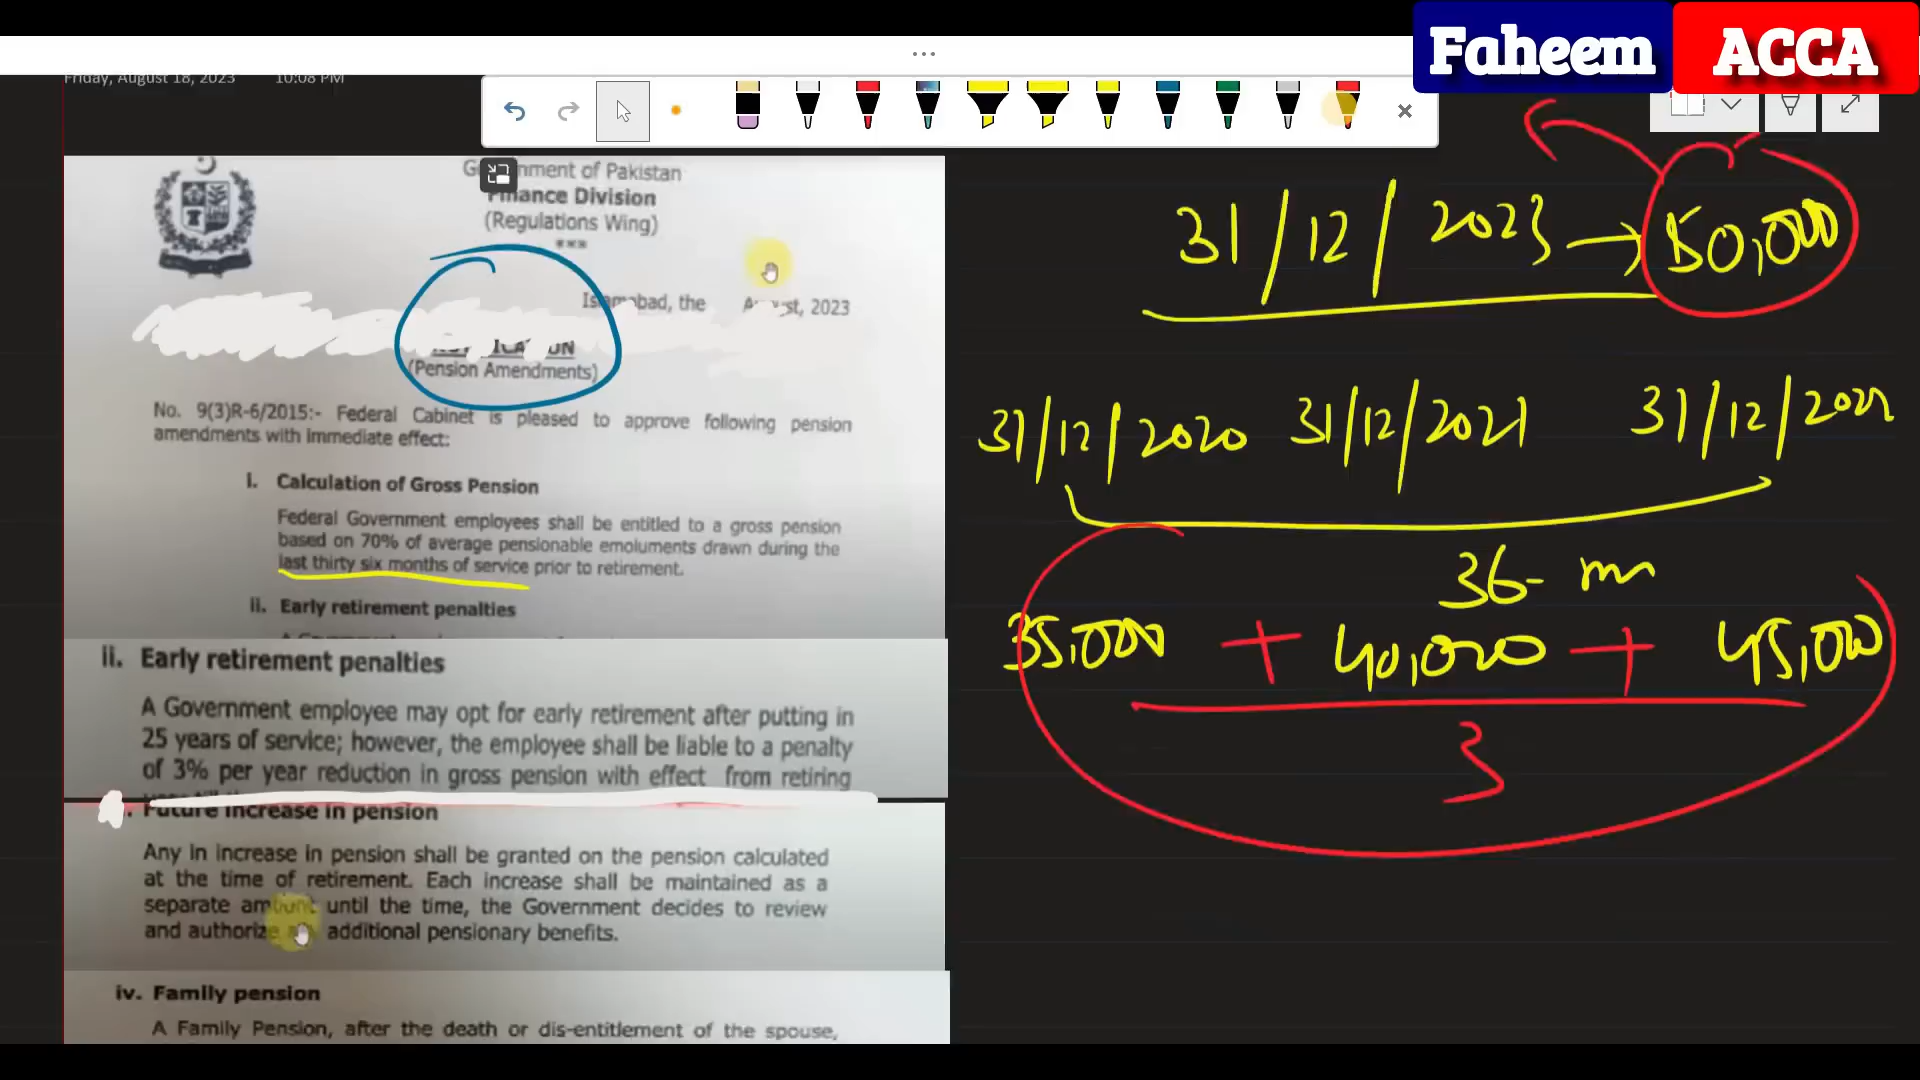 Faheem ACCA
Friday, August 18, 2023 10:08 PM
Government of Pakistan
Finance Division
(Regulations Wing)
***
Islamabad, the August, 2023
(Pension Amendments)
No. 9(3)R-6/2015:- Federal Cabinet is pleased to approve following pension
amendments with immediate effect:
i. Calculation of Gross Pension
Federal Government employees shall be entitled to a gross pension
based on 70% of average pensionable emoluments drawn during the
last thirty six months of service prior to retirement.
ii. Early retirement penalties
ii. Early retirement penalties
A Government employee may opt for early retirement after putting in
25 years of service; however, the employee shall be liable to a penalty
of 3% per year reduction in gross pension with effect from retiring
Future increase in pension
Any in increase in pension shall be granted on the pension calculated
at the time of retirement. Each increase shall be maintained as a
separate amount until the time, the Government decides to review
and authorize additional pensionary benefits.
iv. Family pension
A Family Pension, after the death or dis-entitlement of the spouse,
31/12/2023 → 50,000
31/12/2020 31/12/2021 31/12/2022
36- m
35,000 + 40,000 + 45,000
3